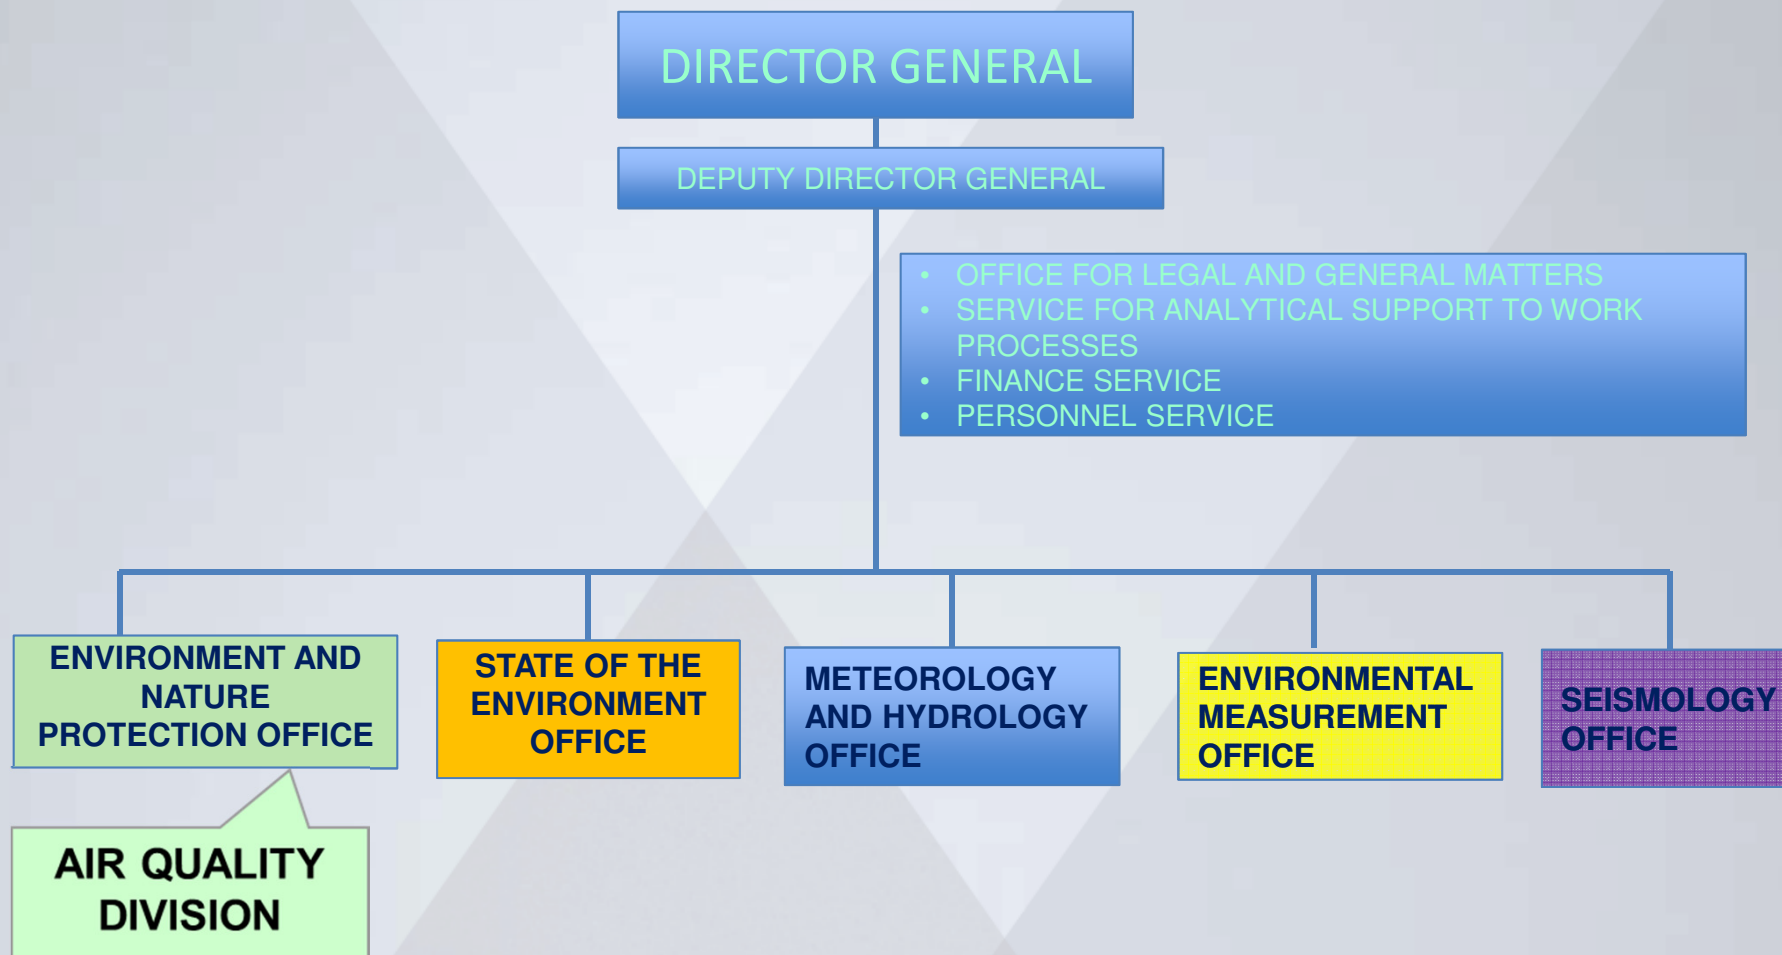 DIRECTOR GENERAL
DEPUTY DIRECTOR GENERAL
• OFFICE FOR LEGAL AND GENERAL MATTERS
• SERVICE FOR ANALYTICAL SUPPORT TO WORK
PROCESSES
• FINANCE SERVICE
• PERSONNEL SERVICE
ENVIRONMENT AND
NATURE
PROTECTION OFFICE
STATE OF THE
ENVIRONMENT
OFFICE
METEOROLOGY
AND HYDROLOGY
OFFICE
ENVIRONMENTAL
MEASUREMENT
OFFICE
SEISMOLOGY
OFFICE
AIR QUALITY
DIVISION